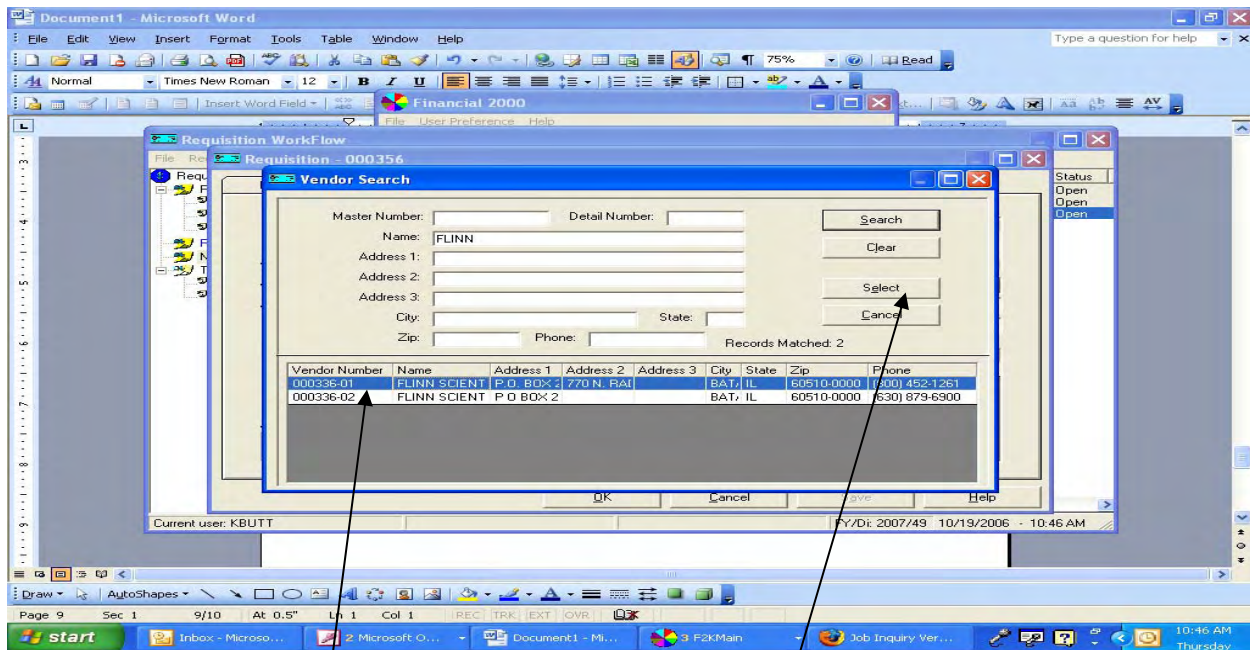 Document1 - Microsoft Word
File Edit View Insert Format Tools Table Window Help
Type a question for help
75%
Read
Normal Times New Roman 12 B I U
Insert Word Field
Financial 2000
File User Preference Help
Requisition WorkFlow
File
Requisition - 000356
Vendor Search
Status
Open
Open
Open
Master Number: Detail Number: Search
Name: FLINN
Clear
Address 1:
Address 2:
Select
Address 3:
City: State: Cancel
Zip: Phone: Records Matched: 2
Vendor Number Name Address 1 Address 2 Address 3 City State Zip Phone
000336-01 FLINN SCIENT P.O. BOX 2 770 N. RAI BATA IL 60510-0000 (800) 452-1261
000336-02 FLINN SCIENT P O BOX 2 BATA IL 60510-0000 (630) 879-6900
OK Cancel Save Help
Current user: KBUTT FY/Di: 2007/49 10/19/2006 - 10:46 AM
Draw AutoShapes
Page 9 Sec 1 9/10 At 0.5" Ln 1 Col 1 REC TRK EXT OVR
start Inbox - Microso... 2 Microsoft O... Document1 - Mi... 3 F2KMain Job Inquiry Ver... 10:46 AM
Thursday